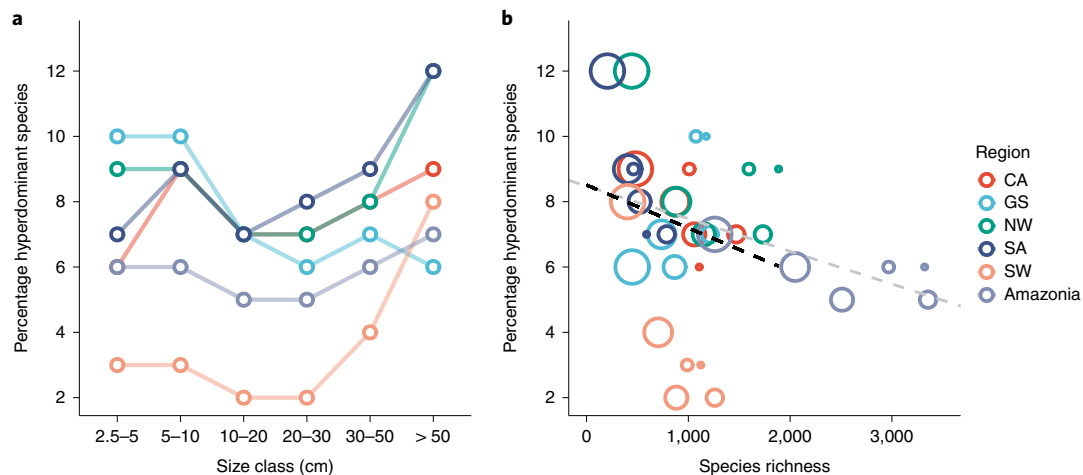 a
Percentage hyperdominant species
12
10
8
6
4
2
2.5–5 5–10 10–20 20–30 30–50 > 50
Size class (cm)
b
Percentage hyperdominant species
12
10
8
6
4
2
0 1,000 2,000 3,000
Species richness
Region
CA
GS
NW
SA
SW
Amazonia